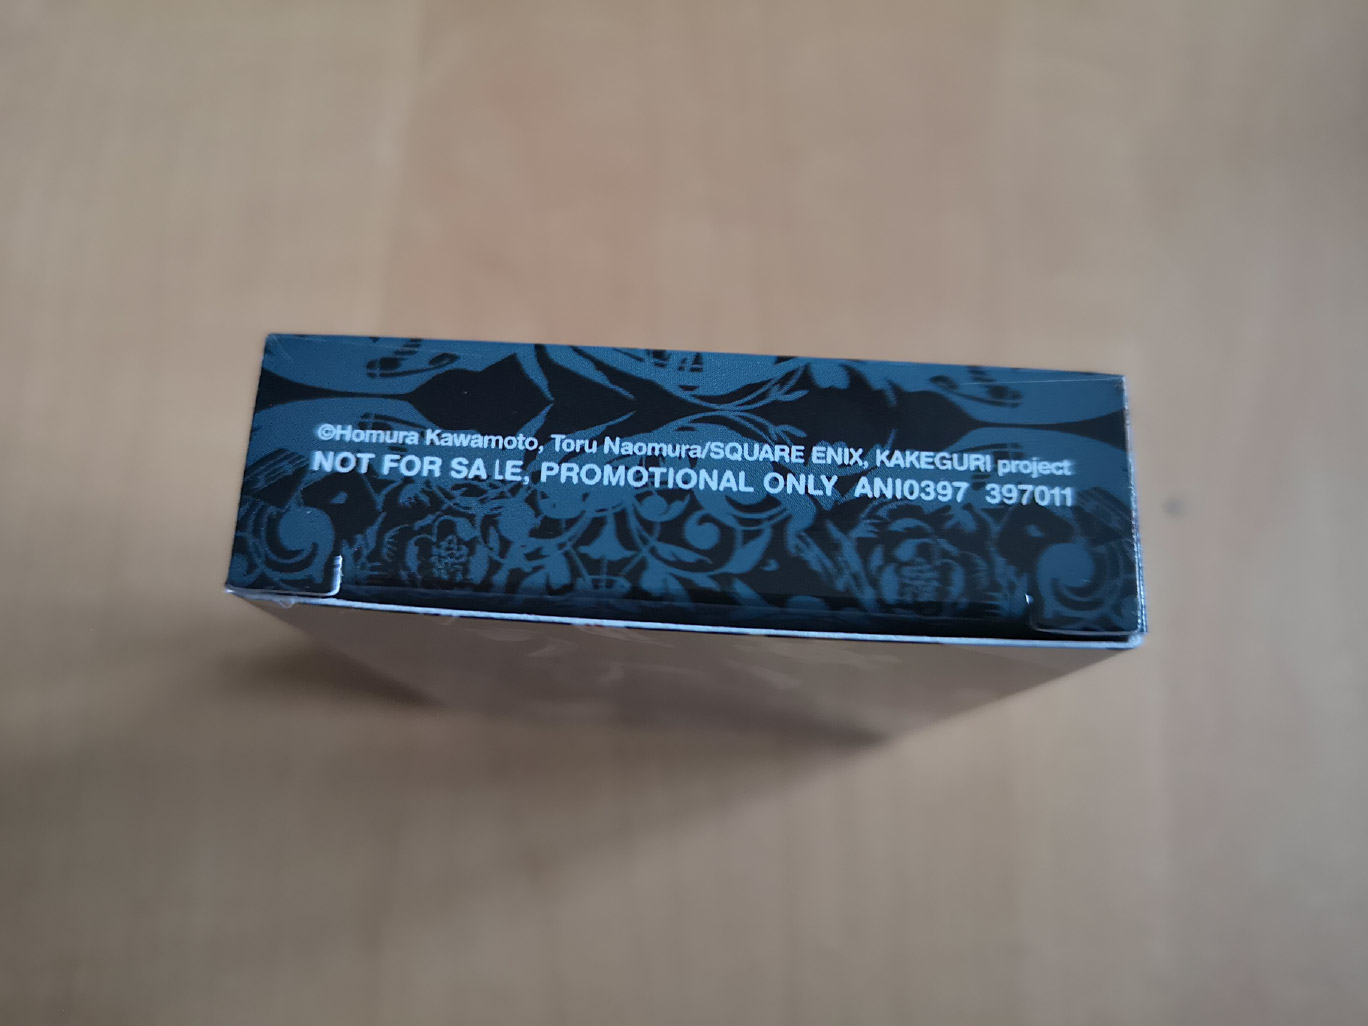 ©Homura Kawamoto, Toru Naomura/SQUARE ENIX, KAKEGURI project
NOT FOR SALE, PROMOTIONAL ONLY ANI0397 397011